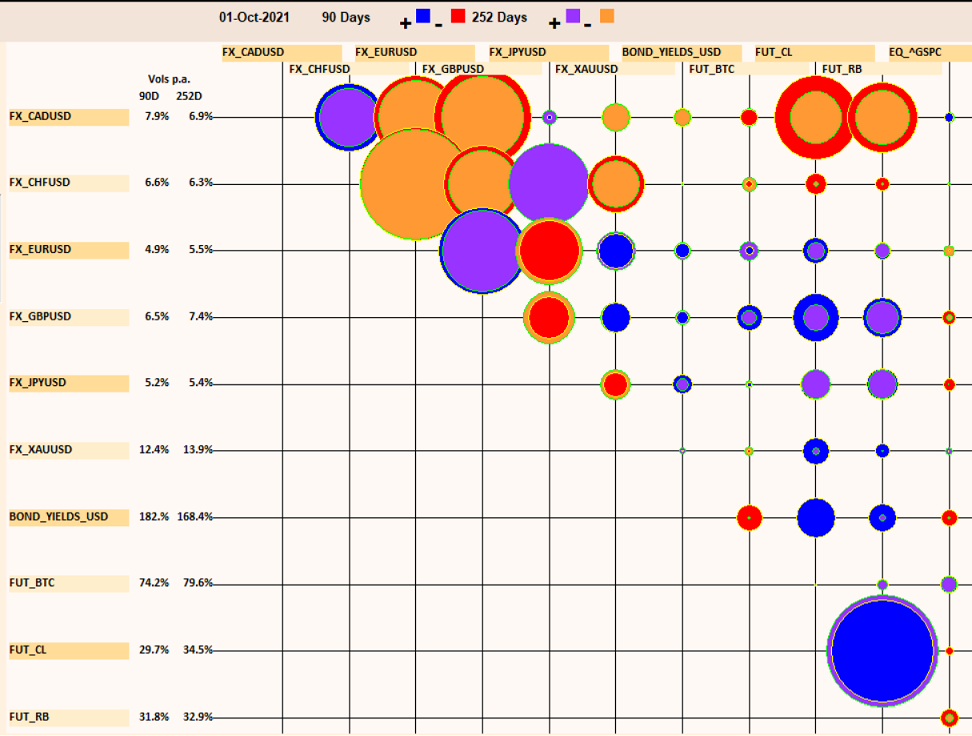 01-Oct-2021 90 Days + - 252 Days + -
FX_CADUSD FX_EURUSD FX_JPYUSD BOND_YIELDS_USD FUT_CL EQ_^GSPC
FX_CHFUSD FX_GBPUSD FX_XAUUSD FUT_BTC FUT_RB
Vols p.a.
90D 252D
FX_CADUSD 7.9% 6.9%
FX_CHFUSD 6.6% 6.3%
FX_EURUSD 4.9% 5.5%
FX_GBPUSD 6.5% 7.4%
FX_JPYUSD 5.2% 5.4%
FX_XAUUSD 12.4% 13.9%
BOND_YIELDS_USD 182.% 168.4%
FUT_BTC 74.2% 79.6%
FUT_CL 29.7% 34.5%
FUT_RB 31.8% 32.9%